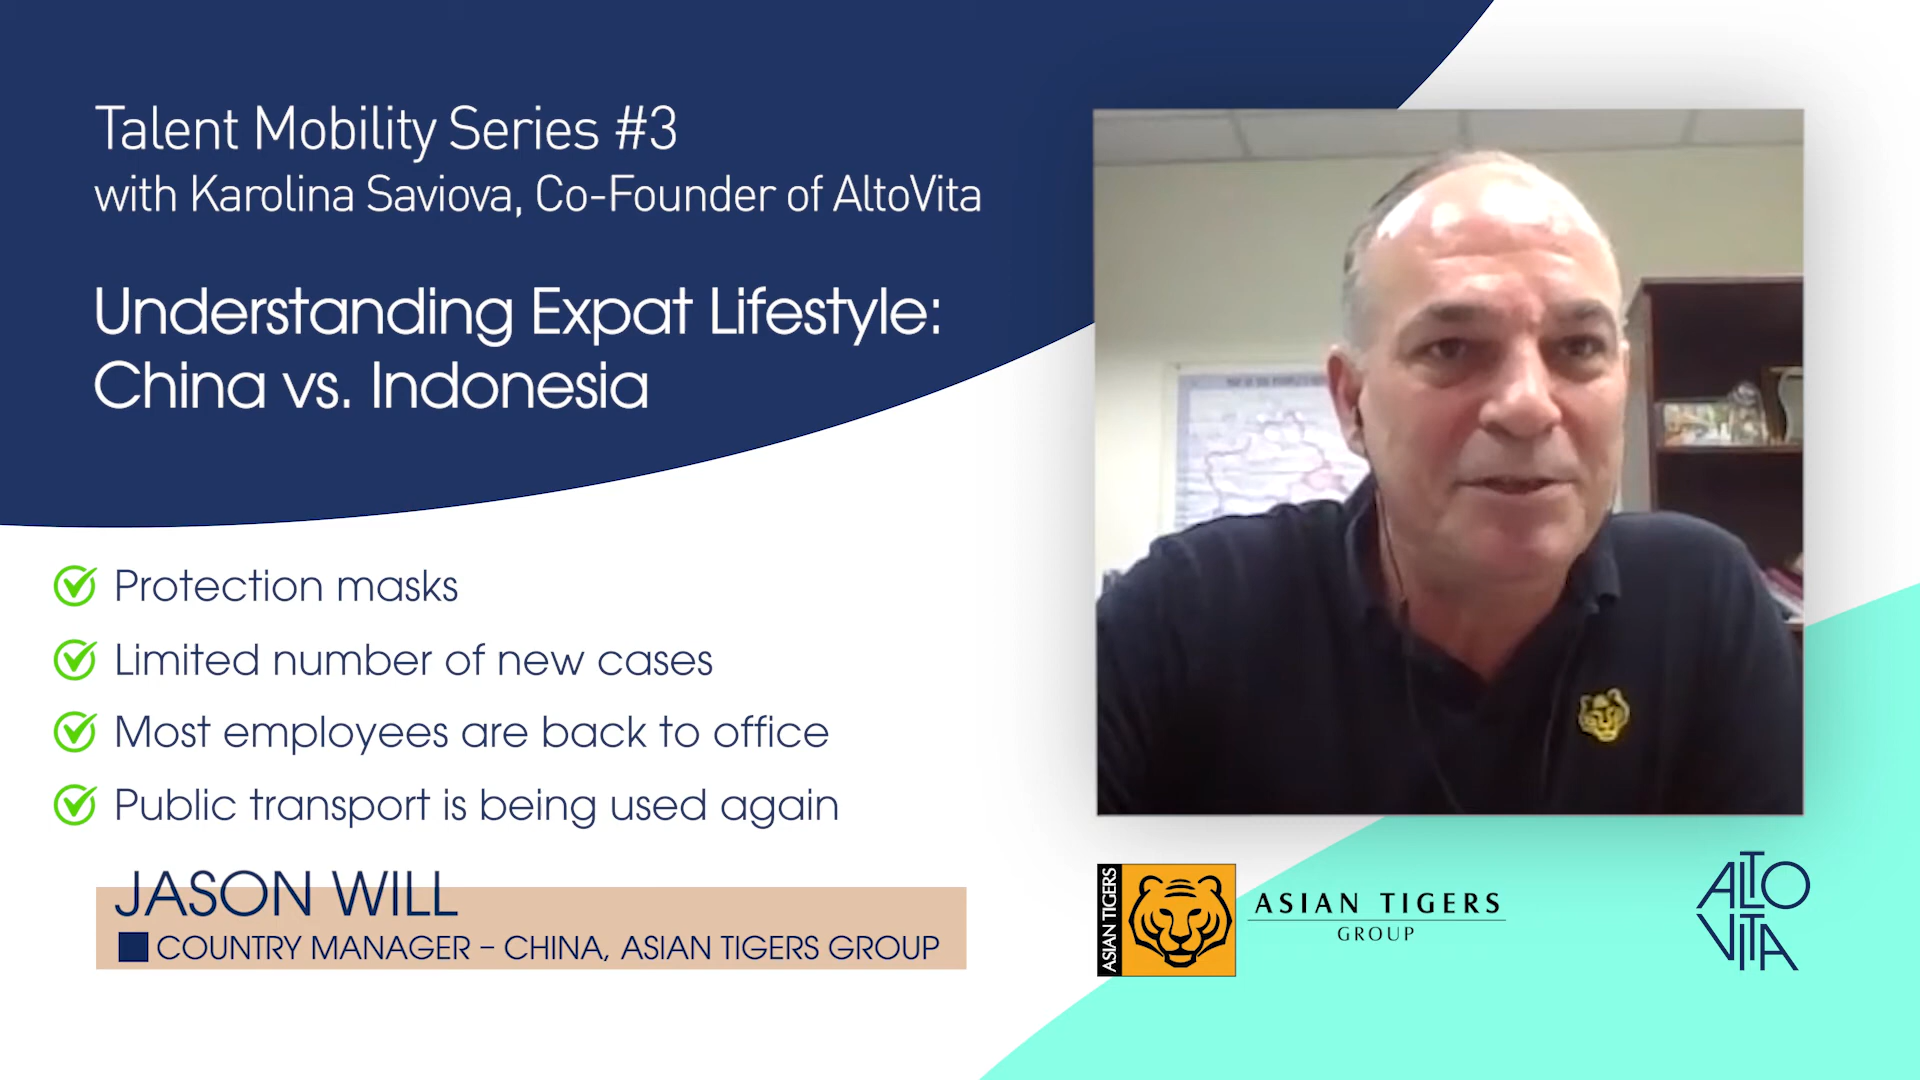 Talent Mobility Series #3
with Karolina Saviova, Co-Founder of AltoVita
Understanding Expat Lifestyle:
China vs. Indonesia
Protection masks
Limited number of new cases
Most employees are back to office
Public transport is being used again
JASON WILL
COUNTRY MANAGER – CHINA, ASIAN TIGERS GROUP
ASIAN TIGERS
ASIAN TIGERS
GROUP
ALTO
VITA